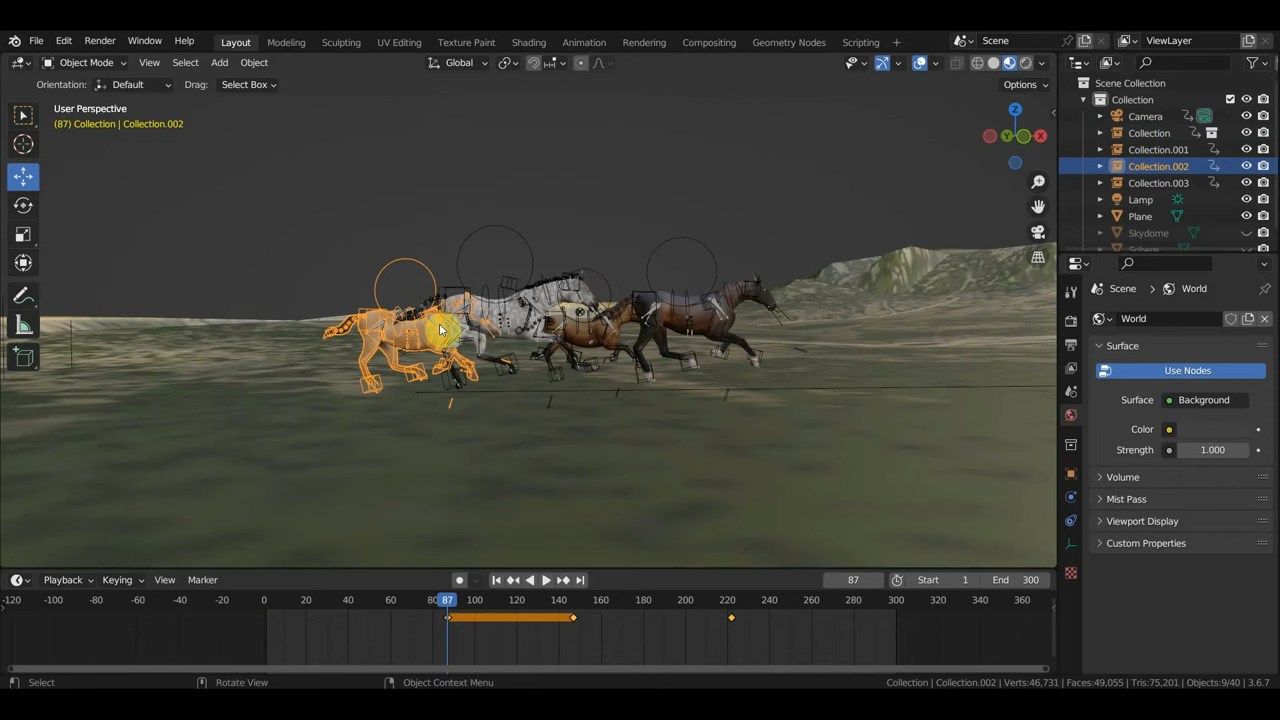 File Edit Render Window Help Layout Modeling Sculpting UV Editing Texture Paint Shading Animation Rendering Compositing Geometry Nodes Scripting + Scene ViewLayer
Object Mode View Select Add Object Global
Orientation: Default Drag: Select Box Options
User Perspective
(87) Collection | Collection.002
Z
Y
X
Scene Collection
Collection
Camera
Collection
Collection.001
Collection.002
Collection.003
Lamp
Plane
Skydome
Sphere
Scene World
World
Surface
Use Nodes
Surface Background
Color
Strength 1.000
Volume
Mist Pass
Viewport Display
Custom Properties
Playback Keying View Marker 87 Start 1 End 300
-120 -100 -80 -60 -40 -20 0 20 40 60 80 87 100 120 140 160 180 200 220 240 260 280 300 320 340 360
Select Rotate View Object Context Menu Collection | Collection.002 | Verts:46,731 | Faces:49,055 | Tris:75,201 | Objects:9/40 | 3.6.7